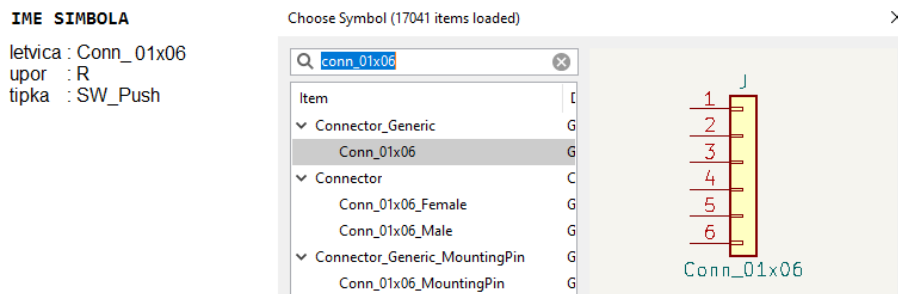 IME SIMBOLA
letvica : Conn_01x06
upor : R
tipka : SW_Push
Choose Symbol (17041 items loaded)
conn_01x06
Item
Connector_Generic G
Conn_01x06 G
Connector C
Conn_01x06_Female G
Conn_01x06_Male G
Connector_Generic_MountingPin G
Conn_01x06_MountingPin G
J
1
2
3
4
5
6
Conn_01x06